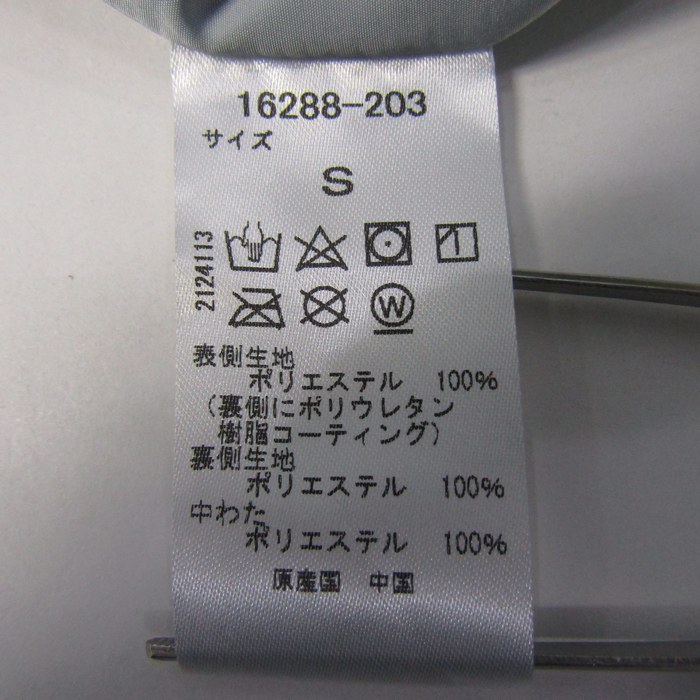 16288-203
サイズ
S
2124113
W
表側生地
ポリエステル 100%
(裏側にポリウレタン
樹脂コーティング)
裏側生地
ポリエステル 100%
中わた
ポリエステル 100%
原産国 中国